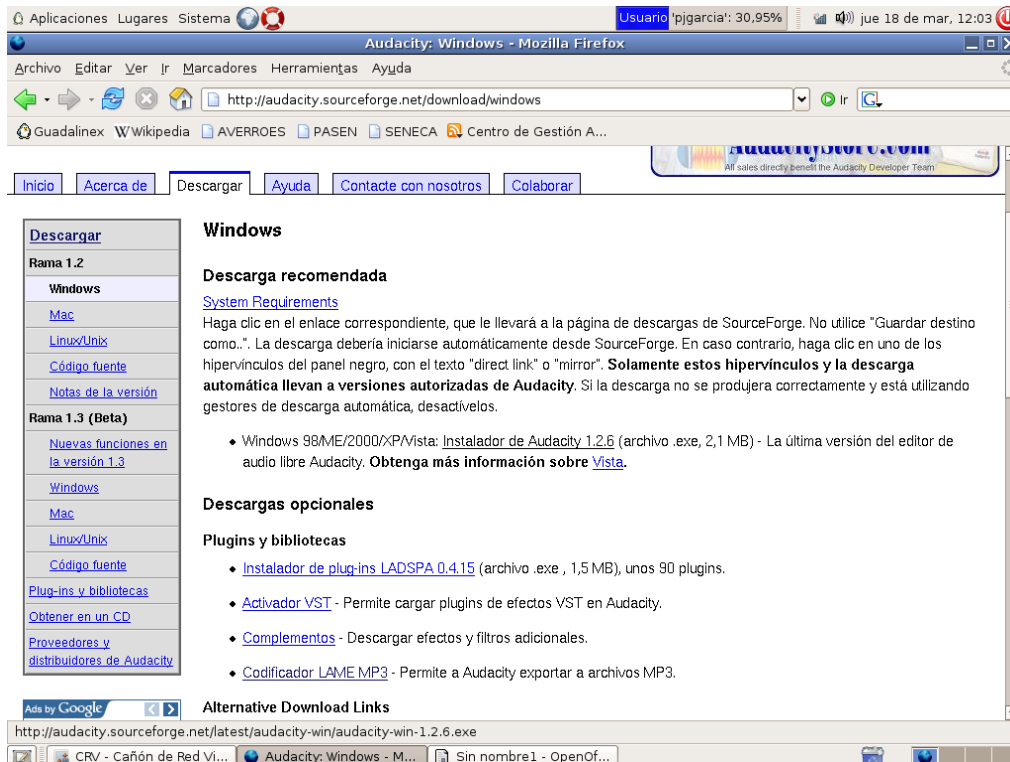 Aplicaciones Lugares Sistema
Usuario 'pjgarcia': 30,95%
jue 18 de mar, 12:03
Audacity: Windows - Mozilla Firefox
Archivo Editar Ver Ir Marcadores Herramientas Ayuda
http://audacity.sourceforge.net/download/windows
Ir
G
Guadalinex Wikipedia AVERROES PASEN SENECA Centro de Gestión A...
AudacityStore.com
All sales directly benefit the Audacity Developer Team
Inicio Acerca de Descargar Ayuda Contacte con nosotros Colaborar
Descargar
Rama 1.2
Windows
Mac
Linux/Unix
Código fuente
Notas de la versión
Rama 1.3 (Beta)
Nuevas funciones en
la versión 1.3
Windows
Mac
Linux/Unix
Código fuente
Plug-ins y bibliotecas
Obtener en un CD
Proveedores y
distribuidores de Audacity
Ads by Google
Windows
Descarga recomendada
System Requirements
Haga clic en el enlace correspondiente, que le llevará a la página de descargas de SourceForge. No utilice "Guardar destino
como..". La descarga debería iniciarse automáticamente desde SourceForge. En caso contrario, haga clic en uno de los
hipervínculos del panel negro, con el texto "direct link" o "mirror". Solamente estos hipervínculos y la descarga
automática llevan a versiones autorizadas de Audacity. Si la descarga no se produjera correctamente y está utilizando
gestores de descarga automática, desactívelos.
Windows 98/ME/2000/XP/Vista: Instalador de Audacity 1.2.6 (archivo .exe, 2,1 MB) - La última versión del editor de
audio libre Audacity. Obtenga más información sobre Vista.
Descargas opcionales
Plugins y bibliotecas
Instalador de plug-ins LADSPA 0.4.15 (archivo .exe , 1,5 MB), unos 90 plugins.
Activador VST - Permite cargar plugins de efectos VST en Audacity.
Complementos - Descargar efectos y filtros adicionales.
Codificador LAME MP3 - Permite a Audacity exportar a archivos MP3.
Alternative Download Links
http://audacity.sourceforge.net/latest/audacity-win/audacity-win-1.2.6.exe
CRV - Cañón de Red Vi... Audacity: Windows - M... Sin nombre1 - OpenOf...